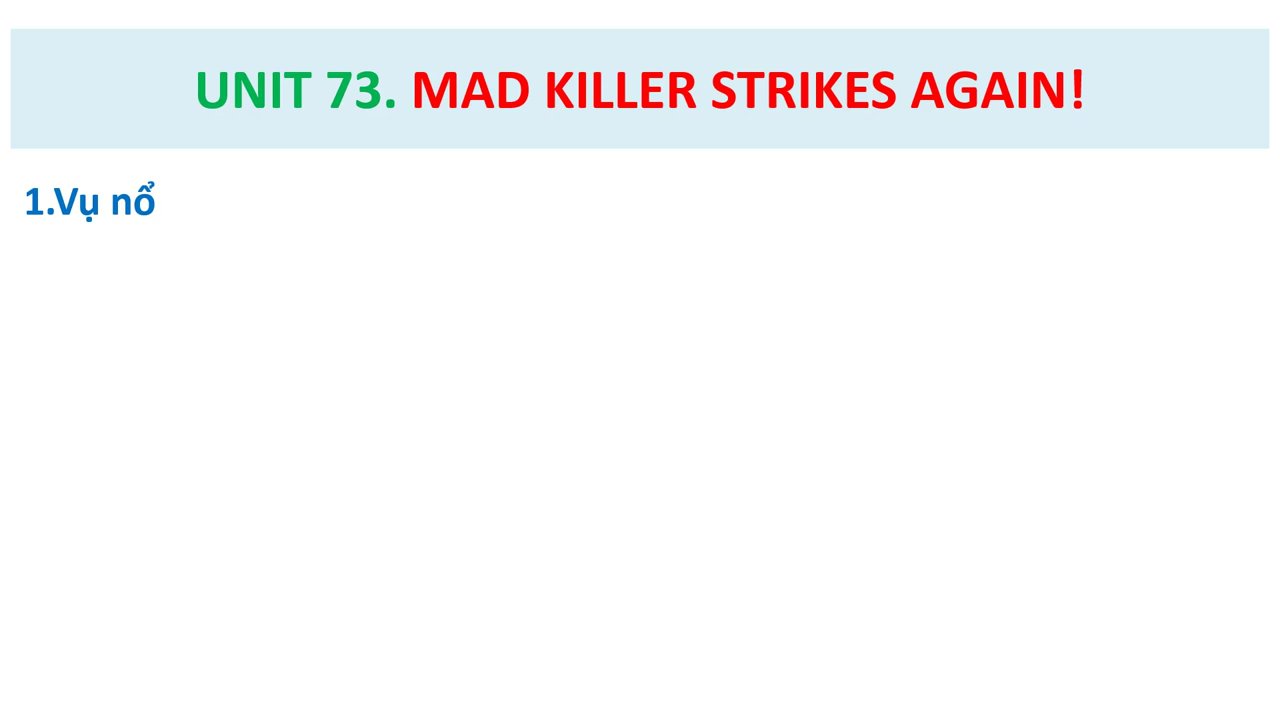 UNIT 73. MAD KILLER STRIKES AGAIN!
1.Vụ nổ